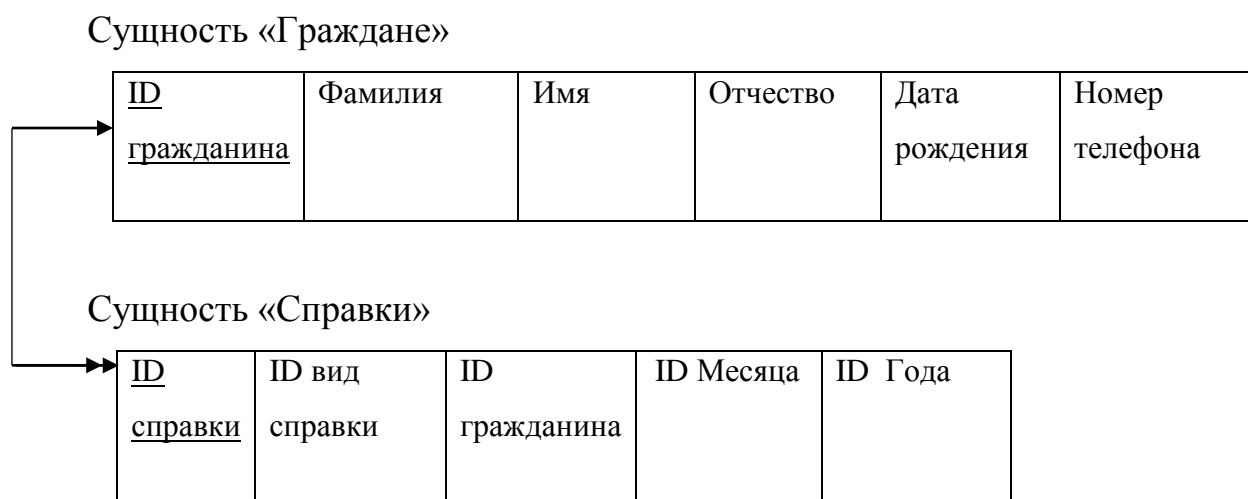 Сущность «Граждане»
ID Фамилия Имя Отчество Дата Номер
гражданина рождения телефона
Сущность «Справки»
ID ID вид ID ID Месяца ID Года
справки справки гражданина